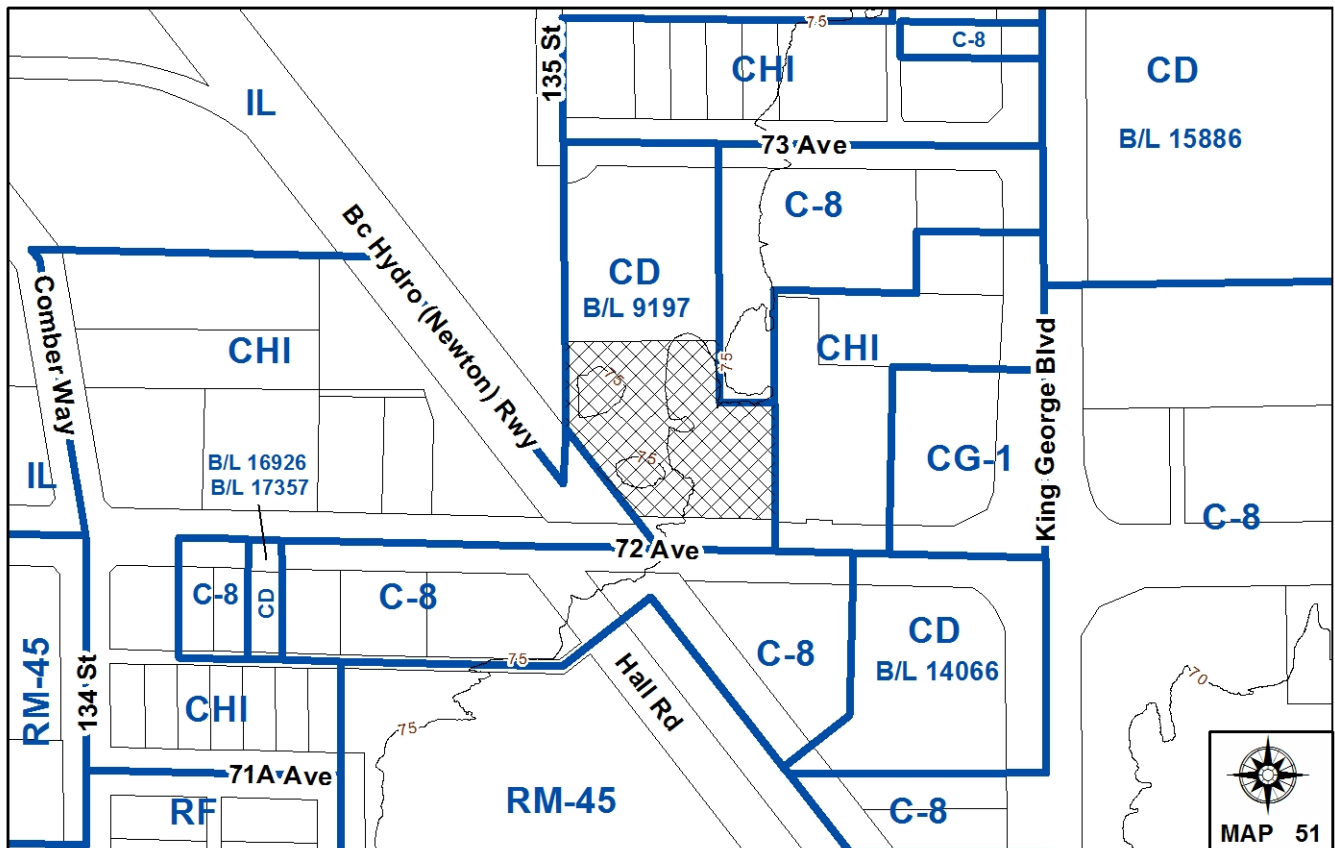 75
C-8
135 St
CHI
CD
IL
B/L 15886
73 Ave
C-8
Bc Hydro (Newton) Rwy
CD
B/L 9197
Comber Way
CHI
CHI
King George Blvd
75
75
CG-1
75
B/L 16926
B/L 17357
IL
C-8
72 Ave
C-8
CD
C-8
CD
B/L 14066
C-8
75
70
Hall Rd
RM-45
134 St
CHI
75
71A Ave
RM-45
RF
C-8
MAP 51